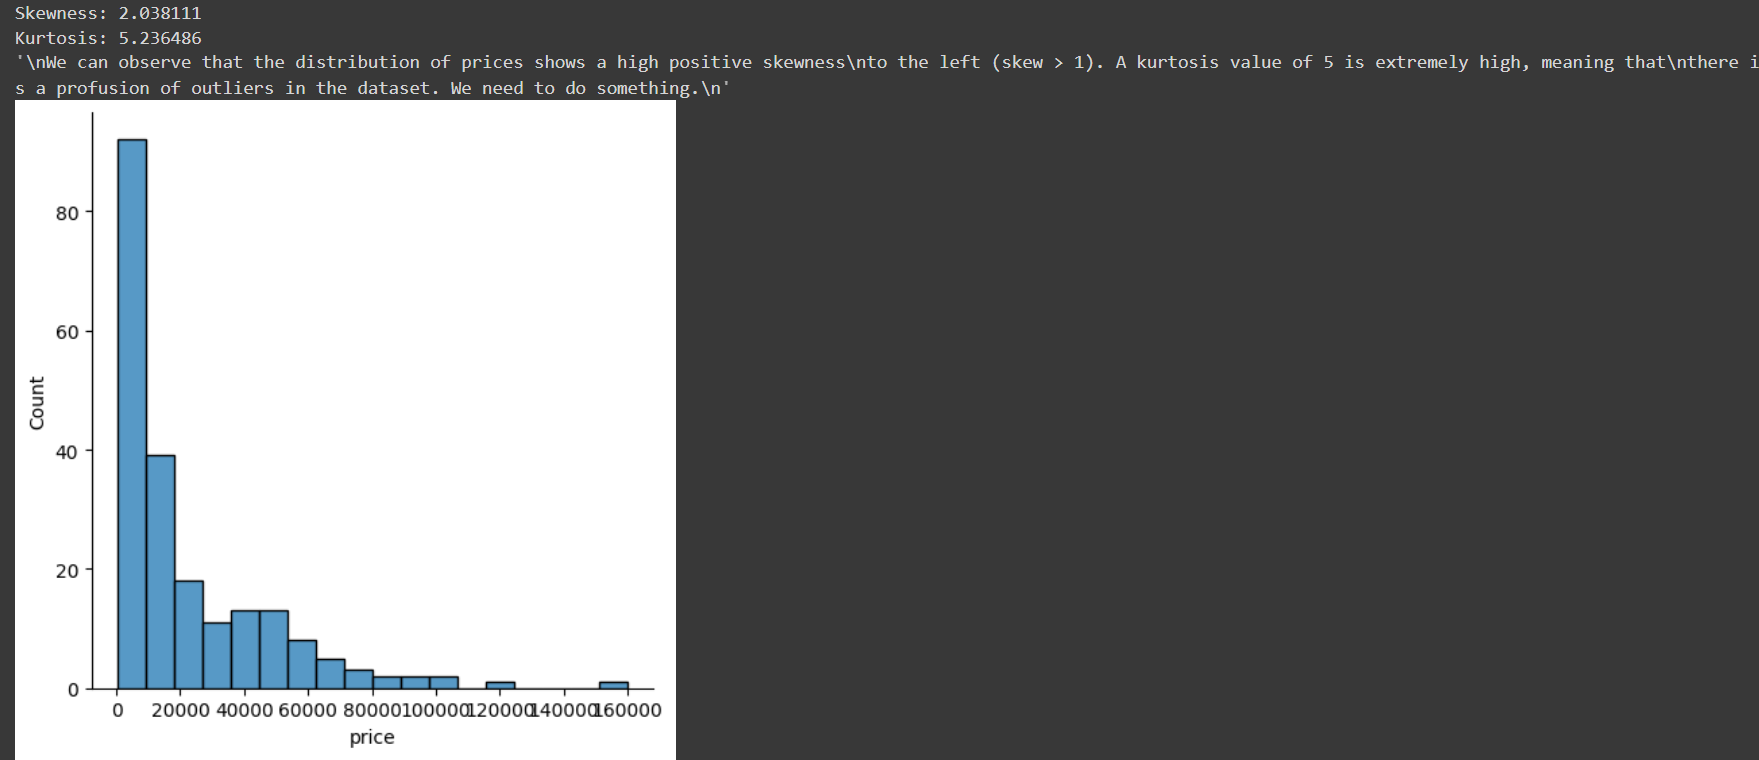 Skewness: 2.038111
Kurtosis: 5.236486
'\nWe can observe that the distribution of prices shows a high positive skewness\nto the left (skew > 1). A kurtosis value of 5 is extremely high, meaning that\nthere i
s a profusion of outliers in the dataset. We need to do something.\n'
80
60
40
20
0
Count
0 20000 40000 60000 80000 100000 120000 140000 160000
price